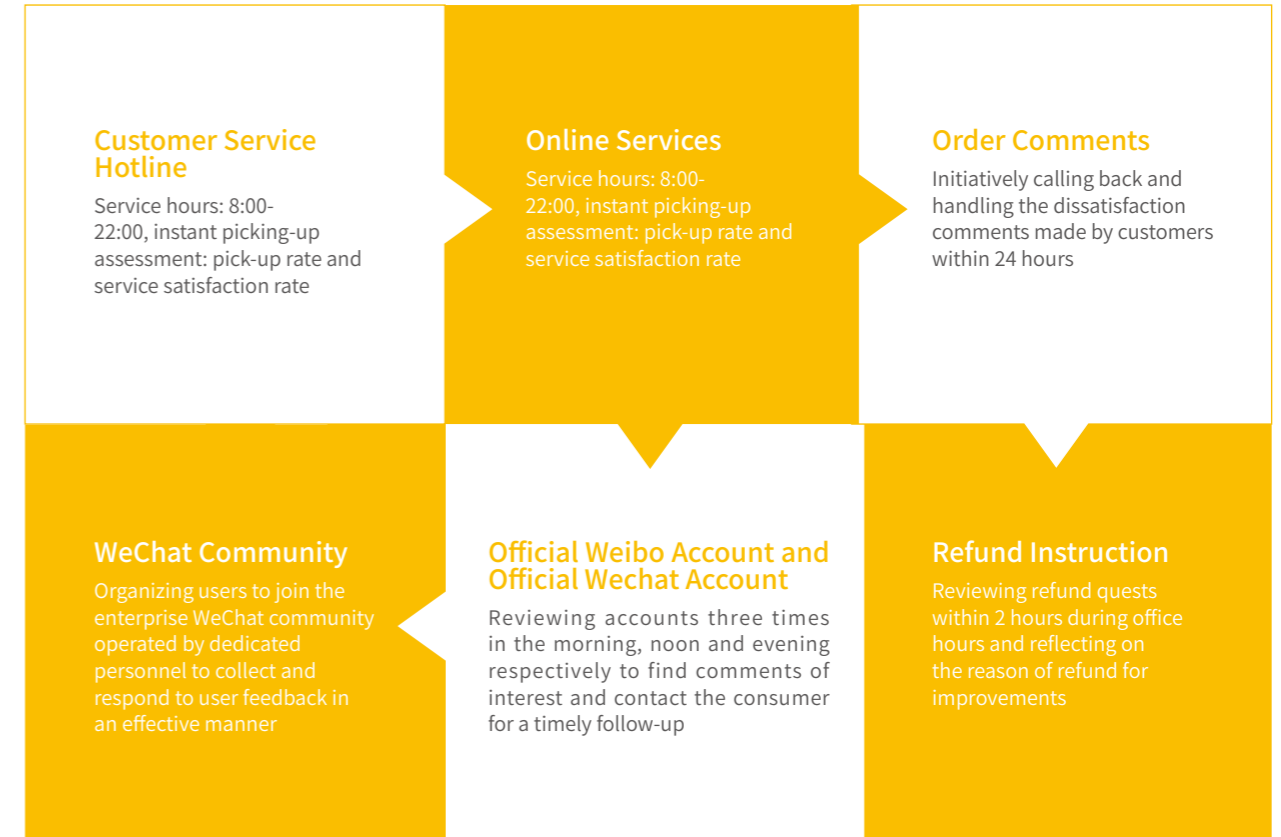 Customer Service
Hotline
Service hours: 8:00-
22:00, instant picking-up
assessment: pick-up rate and
service satisfaction rate
Online Services
Service hours: 8:00-
22:00, instant picking-up
assessment: pick-up rate and
service satisfaction rate
Order Comments
Initiatively calling back and
handling the dissatisfaction
comments made by customers
within 24 hours
WeChat Community
Organizing users to join the
enterprise WeChat community
operated by dedicated
personnel to collect and
respond to user feedback in
an effective manner
Official Weibo Account and
Official Wechat Account
Reviewing accounts three times
in the morning, noon and evening
respectively to find comments of
interest and contact the consumer
for a timely follow-up
Refund Instruction
Reviewing refund quests
within 2 hours during office
hours and reflecting on
the reason of refund for
improvements